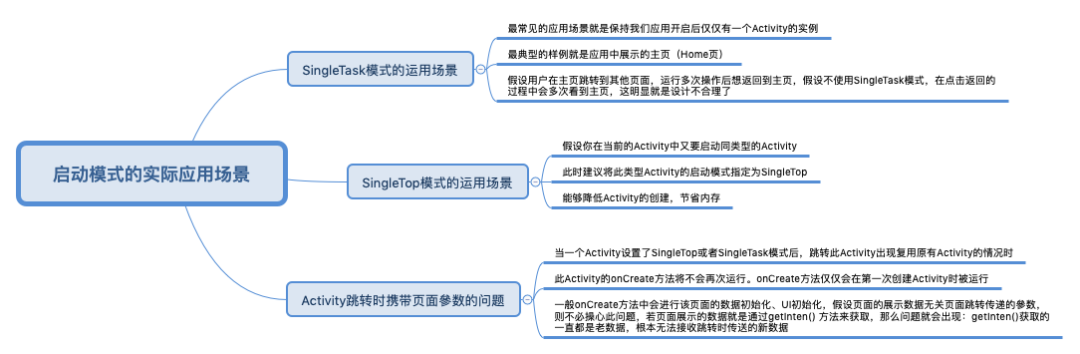 启动模式的实际应用场景
SingleTask模式的运用场景
最常见的应用场景就是保持我们应用开启后仅仅有一个Activity的实例
最典型的样例就是应用中展示的主页（Home页）
假设用户在主页跳转到其他页面，运行多次操作后想返回到主页，假设不使用SingleTask模式，在点击返回的
过程中会多次看到主页，这明显就是设计不合理了
SingleTop模式的运用场景
假设你在当前的Activity中又要启动同类型的Activity
此时建议将此类型Activity的启动模式指定为SingleTop
能够降低Activity的创建，节省内存
Activity跳转时携带页面參数的问题
当一个Activity设置了SingleTop或者SingleTask模式后，跳转此Activity出现复用原有Activity的情况时
此Activity的onCreate方法将不会再次运行。onCreate方法仅仅会在第一次创建Activity时被运行
一般onCreate方法中会进行该页面的数据初始化、UI初始化，假设页面的展示数据无关页面跳转传递的參数，
则不必操心此问题，若页面展示的数据就是通过getInten() 方法来获取，那么问题就会出现：getInten()获取的
一直都是老数据，根本无法接收跳转时传送的新数据